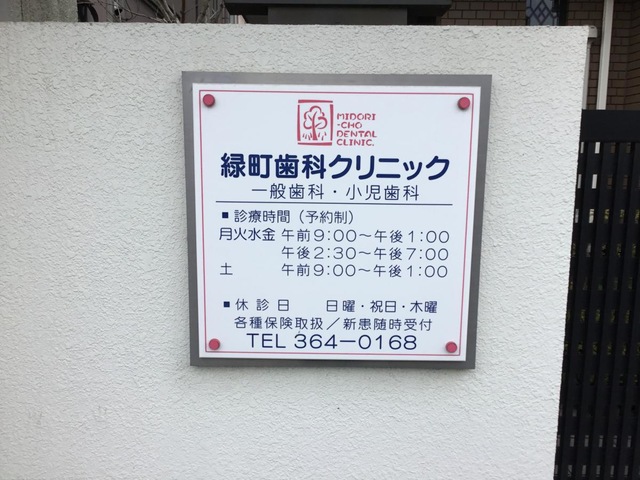 MIDORI
-CHO
DENTAL
CLINIC.
緑町歯科クリニック
一般歯科・小児歯科
■診療時間（予約制）
月火水金 午前9:00〜午後1:00
午後2:30〜午後7:00
土 午前9:00〜午後1:00
■休診日 日曜・祝日・木曜
各種保険取扱／新患随時受付
TEL 364-0168